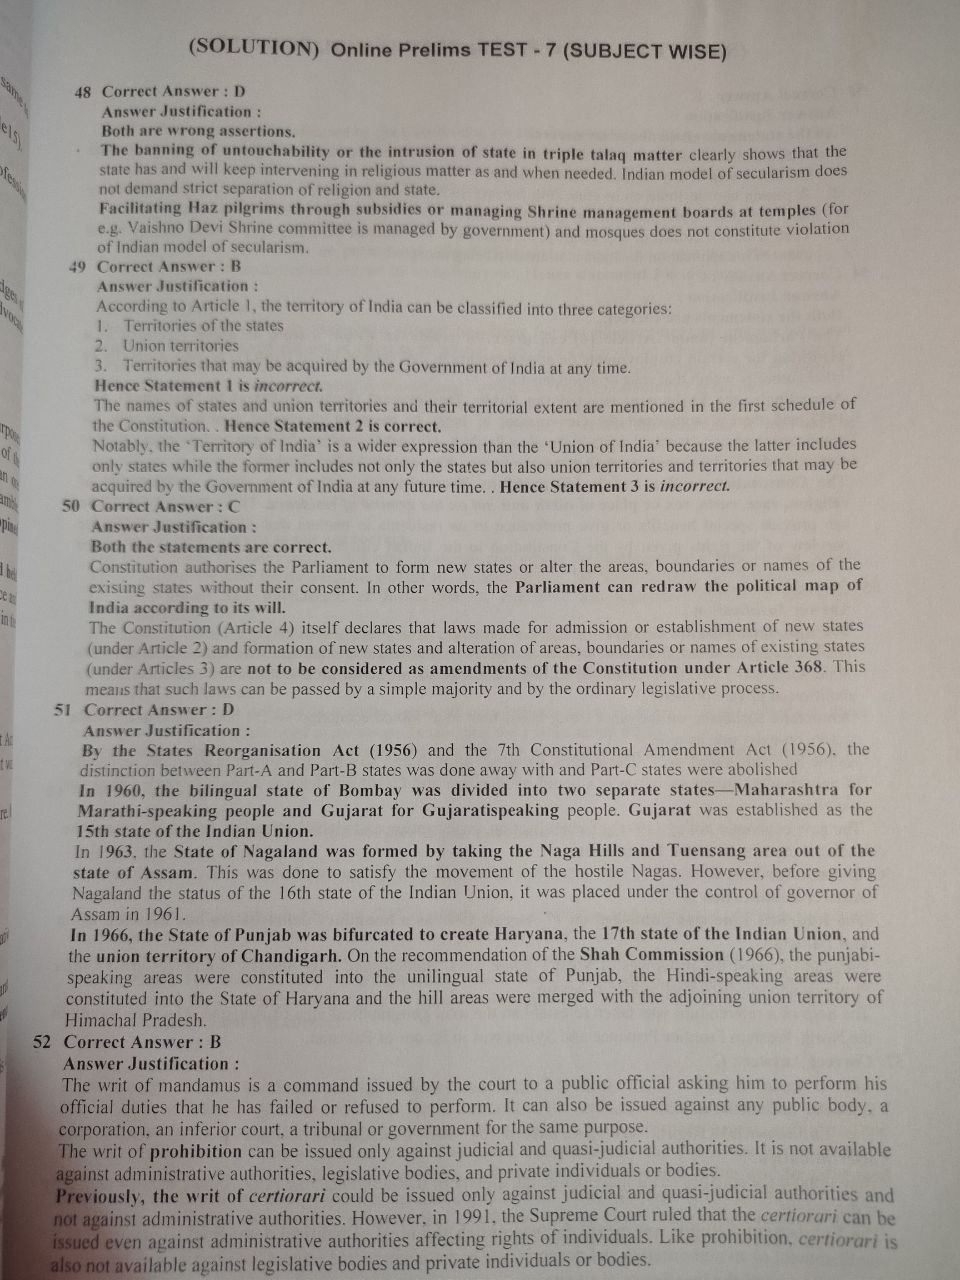 (SOLUTION) Online Prelims TEST - 7 (SUBJECT WISE)
48 Correct Answer : D
Answer Justification :
Both are wrong assertions.
The banning of untouchability or the intrusion of state in triple talaq matter clearly shows that the
state has and will keep intervening in religious matter as and when needed. Indian model of secularism does
not demand strict separation of religion and state.
Facilitating Haz pilgrims through subsidies or managing Shrine management boards at temples (for
e.g. Vaishno Devi Shrine committee is managed by government) and mosques does not constitute violation
of Indian model of secularism.
49 Correct Answer : B
Answer Justification :
According to Article 1, the territory of India can be classified into three categories:
1. Territories of the states
2. Union territories
3. Territories that may be acquired by the Government of India at any time.
Hence Statement 1 is incorrect.
The names of states and union territories and their territorial extent are mentioned in the first schedule of
the Constitution. . Hence Statement 2 is correct.
Notably, the ‘Territory of India’ is a wider expression than the ‘Union of India’ because the latter includes
only states while the former includes not only the states but also union territories and territories that may be
acquired by the Government of India at any future time. . Hence Statement 3 is incorrect.
50 Correct Answer : C
Answer Justification :
Both the statements are correct.
Constitution authorises the Parliament to form new states or alter the areas, boundaries or names of the
existing states without their consent. In other words, the Parliament can redraw the political map of
India according to its will.
The Constitution (Article 4) itself declares that laws made for admission or establishment of new states
(under Article 2) and formation of new states and alteration of areas, boundaries or names of existing states
(under Articles 3) are not to be considered as amendments of the Constitution under Article 368. This
means that such laws can be passed by a simple majority and by the ordinary legislative process.
51 Correct Answer : D
Answer Justification :
By the States Reorganisation Act (1956) and the 7th Constitutional Amendment Act (1956), the
distinction between Part-A and Part-B states was done away with and Part-C states were abolished
In 1960, the bilingual state of Bombay was divided into two separate states—Maharashtra for
Marathi-speaking people and Gujarat for Gujaratispeaking people. Gujarat was established as the
15th state of the Indian Union.
In 1963, the State of Nagaland was formed by taking the Naga Hills and Tuensang area out of the
state of Assam. This was done to satisfy the movement of the hostile Nagas. However, before giving
Nagaland the status of the 16th state of the Indian Union, it was placed under the control of governor of
Assam in 1961.
In 1966, the State of Punjab was bifurcated to create Haryana, the 17th state of the Indian Union, and
the union territory of Chandigarh. On the recommendation of the Shah Commission (1966), the punjabi-
speaking areas were constituted into the unilingual state of Punjab, the Hindi-speaking areas were
constituted into the State of Haryana and the hill areas were merged with the adjoining union territory of
Himachal Pradesh.
52 Correct Answer : B
Answer Justification :
The writ of mandamus is a command issued by the court to a public official asking him to perform his
official duties that he has failed or refused to perform. It can also be issued against any public body, a
corporation, an inferior court, a tribunal or government for the same purpose.
The writ of prohibition can be issued only against judicial and quasi-judicial authorities. It is not available
against administrative authorities, legislative bodies, and private individuals or bodies.
Previously, the writ of certiorari could be issued only against judicial and quasi-judicial authorities and
not against administrative authorities. However, in 1991, the Supreme Court ruled that the certiorari can be
issued even against administrative authorities affecting rights of individuals. Like prohibition, certiorari is
also not available against legislative bodies and private individuals or bodies.